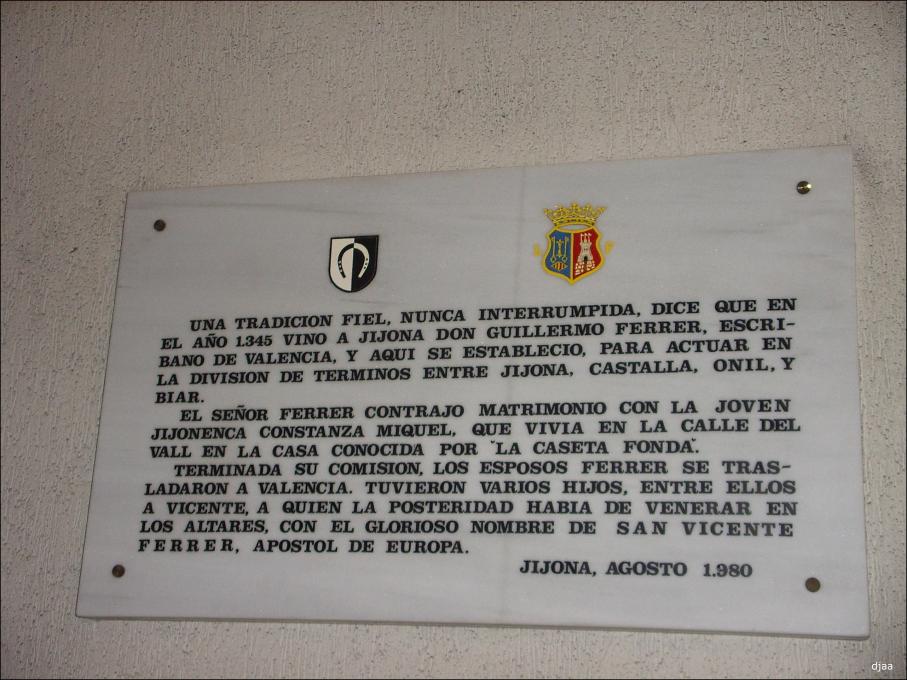 UNA TRADICION FIEL, NUNCA INTERRUMPIDA, DICE QUE EN
EL AÑO 1.345 VINO A JIJONA DON GUILLERMO FERRER, ESCRI-
BANO DE VALENCIA, Y AQUI SE ESTABLECIO, PARA ACTUAR EN
LA DIVISION DE TERMINOS ENTRE JIJONA, CASTALLA, ONIL, Y
BIAR.
EL SEÑOR FERRER CONTRAJO MATRIMONIO CON LA JOVEN
JIJONENCA CONSTANZA MIQUEL, QUE VIVIA EN LA CALLE DEL
VALL EN LA CASA CONOCIDA POR "LA CASETA FONDA".
TERMINADA SU COMISION, LOS ESPOSOS FERRER SE TRAS-
LADARON A VALENCIA. TUVIERON VARIOS HIJOS, ENTRE ELLOS
A VICENTE, A QUIEN LA POSTERIDAD HABIA DE VENERAR EN
LOS ALTARES, CON EL GLORIOSO NOMBRE DE SAN VICENTE
FERRER, APOSTOL DE EUROPA.
JIJONA, AGOSTO 1.980
djaa